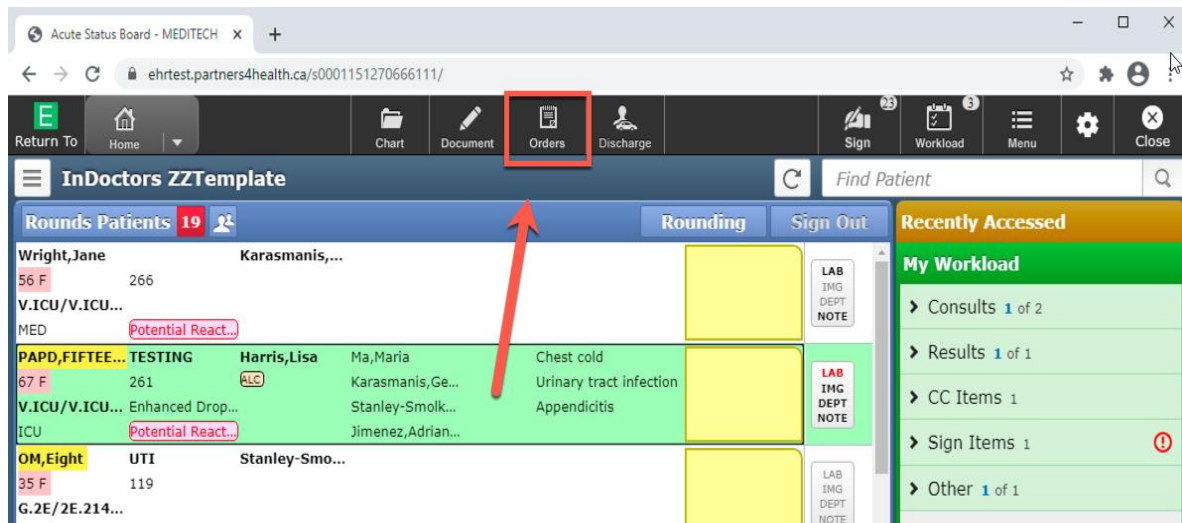 Acute Status Board - MEDITECH
ehrtest.partners4health.ca/s0001151270666111/
E
Return To Home Chart Document Orders Discharge Sign 23 Workload 3 Menu Close
InDoctors ZZTemplate Find Patient
Rounds Patients 19 Rounding Sign Out
Wright,Jane Karasmanis,...
56 F 266
V.ICU/V.ICU...
MED Potential React...
LAB
IMG
DEPT
NOTE
PAPD,FIFTEE... TESTING Harris,Lisa Ma,Maria Chest cold
67 F 261 ALC Karasmanis,Ge... Urinary tract infection
V.ICU/V.ICU... Enhanced Drop... Stanley-Smolk... Appendicitis
ICU Potential React... Jimenez,Adrian...
LAB
IMG
DEPT
NOTE
OM,Eight UTI Stanley-Smo...
35 F 119
G.2E/2E.214...
LAB
IMG
DEPT
NOTE
Recently Accessed
My Workload
Consults 1 of 2
Results 1 of 1
CC Items 1
Sign Items 1
Other 1 of 1